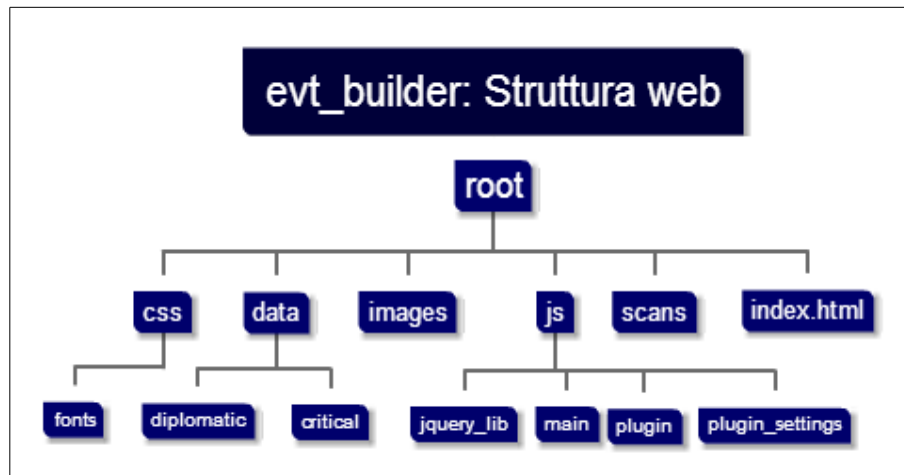 evt_builder: Struttura web
root
css data images js scans index.html
fonts diplomatic critical jquery_lib main plugin plugin_settings